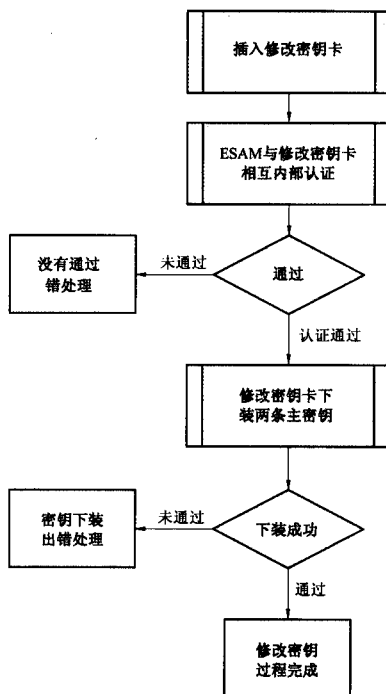 插入修改密钥卡
ESAM与修改密钥卡
相互内部认证
未通过
没有通过
错处理
通过
认证通过
修改密钥卡下
装两条主密钥
未通过
密钥下装
出错处理
下装成功
通过
修改密钥
过程完成